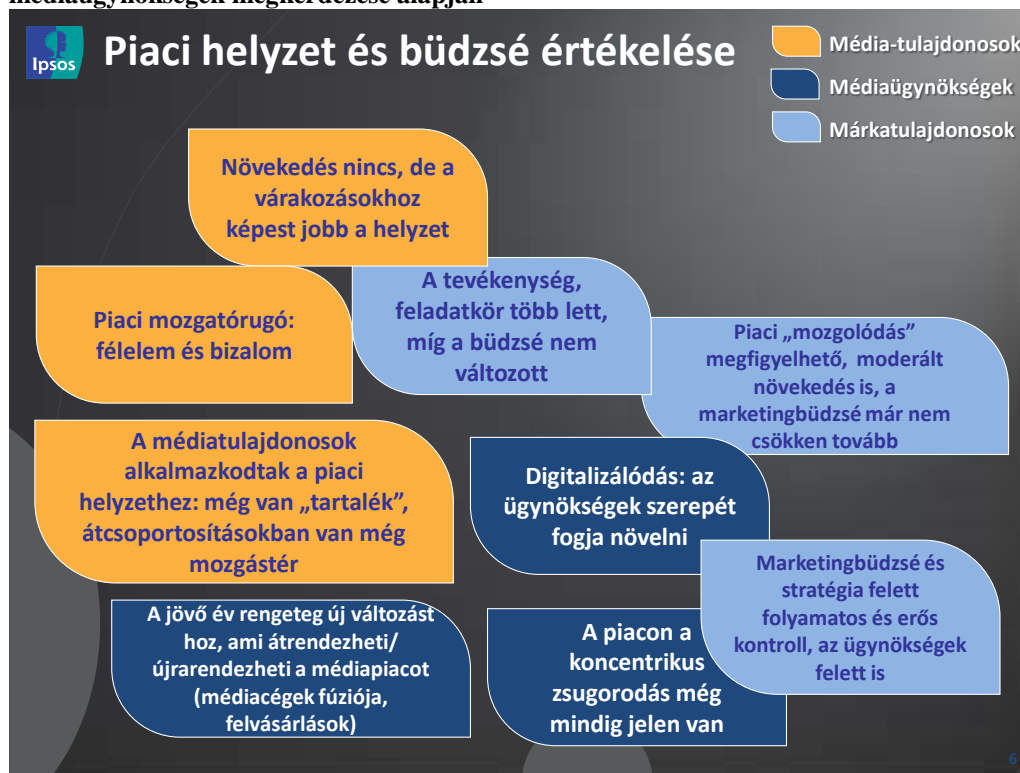 médiaügynökségek megkérdezése alapján
Ipsos
Piaci helyzet és büdzsé értékelése
Média-tulajdonosok
Médiaügynökségek
Márkatulajdonosok
Növekedés nincs, de a
várakozásokhoz
képest jobb a helyzet
A tevékenység,
feladatkör több lett,
míg a büdzsé nem
változott
Piaci mozgatórugó:
félelem és bizalom
Piaci „mozgolódás”
megfigyelhető, moderált
növekedés is, a
marketingbüdzsé már nem
csökken tovább
A médiatulajdonosok
alkalmazkodtak a piaci
helyzethez: még van „tartalék”,
átcsoportosításokban van még
mozgástér
Digitalizálódás: az
ügynökségek szerepét
fogja növelni
Marketingbüdzsé és
stratégia felett
folyamatos és erős
kontroll, az ügynökségek
felett is
A jövő év rengeteg új változást
hoz, ami átrendezheti/
újrarendezheti a médiapiacot
(médiacégek fúziója,
felvásárlások)
A piacon a
koncentrikus
zsugorodás még
mindig jelen van
6